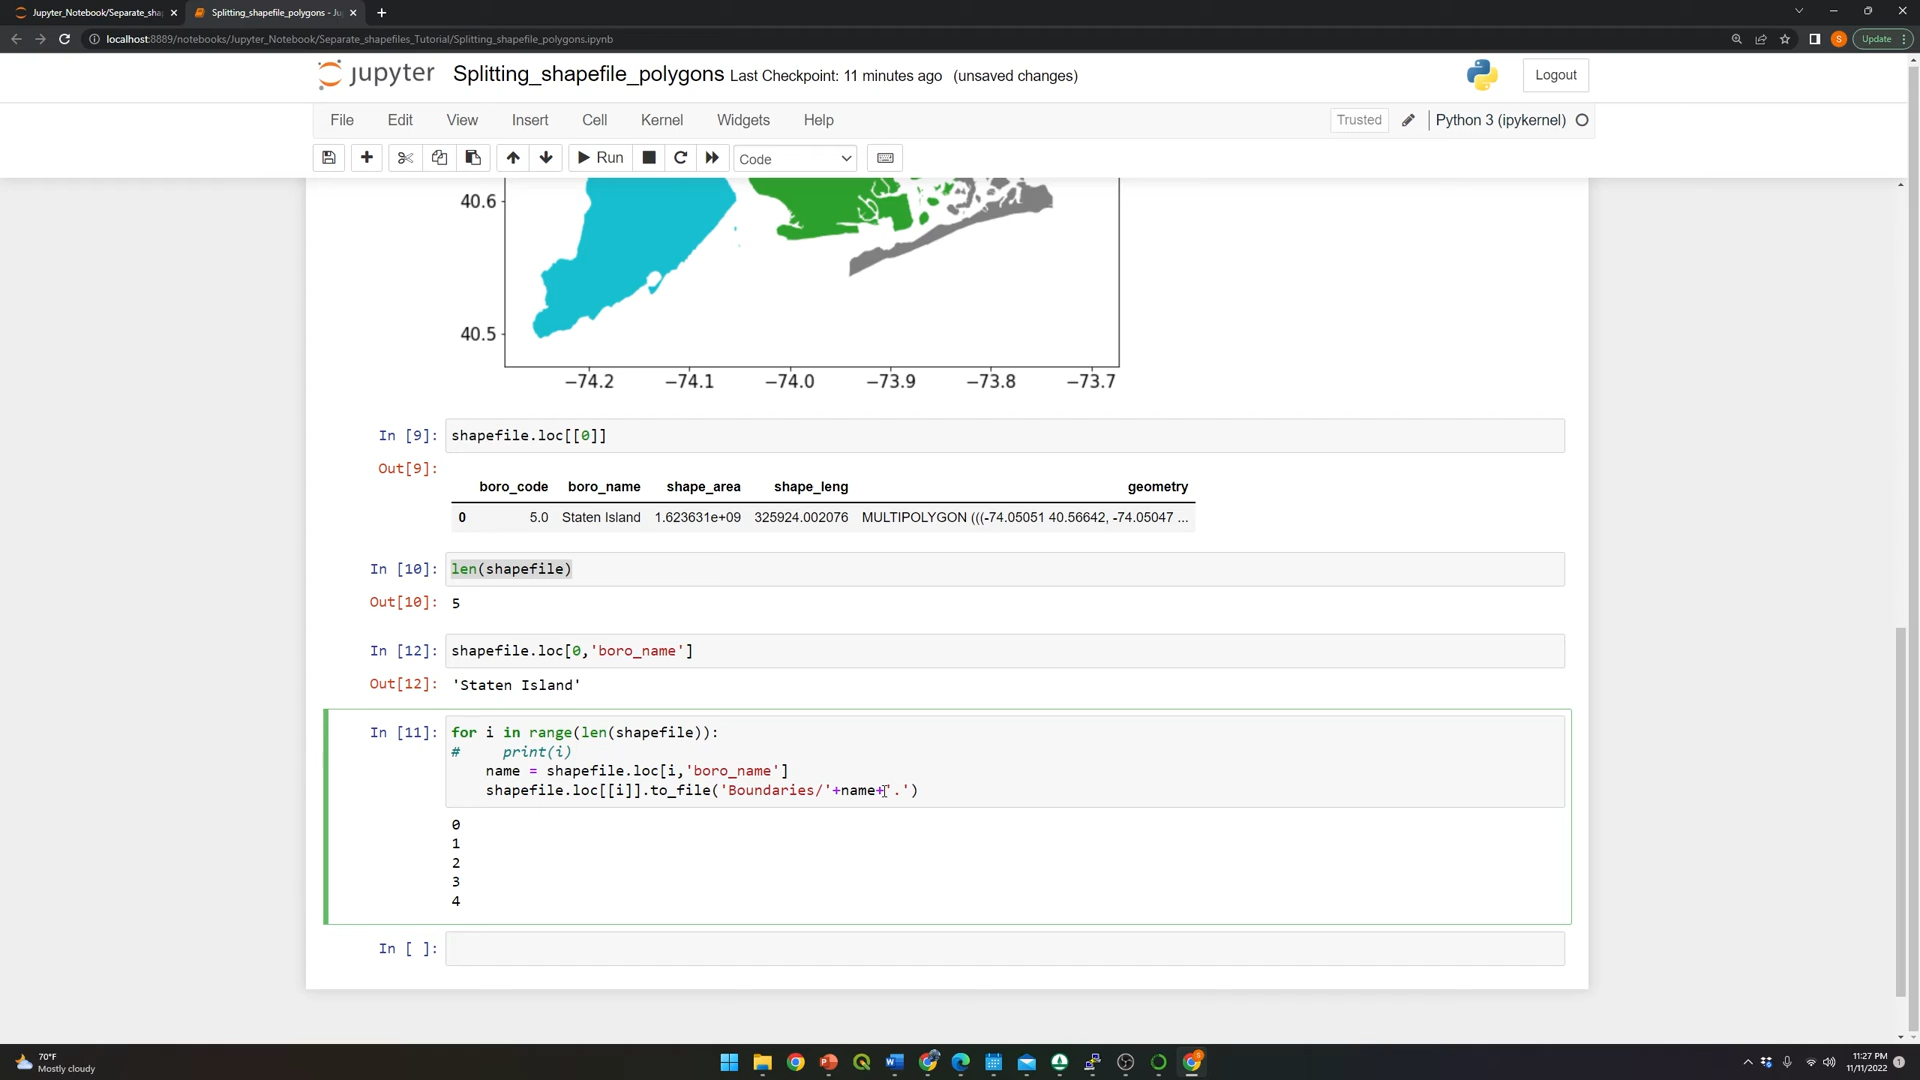 Jupyter_Notebook/Separate_sha
Splitting_shapefile_polygons - Ju
localhost:8889/notebooks/Jupyter_Notebook/Separate_shapefiles_Tutorial/Splitting_shapefile_polygons.ipynb
S
Update
jupyter Splitting_shapefile_polygons Last Checkpoint: 11 minutes ago (unsaved changes)
Logout
File Edit View Insert Cell Kernel Widgets Help
Trusted Python 3 (ipykernel)
Run Code
40.6
40.5
−74.2 −74.1 −74.0 −73.9 −73.8 −73.7
In [9]: shapefile.loc[[0]]
Out[9]:
boro_code boro_name shape_area shape_leng geometry
0 5.0 Staten Island 1.623631e+09 325924.002076 MULTIPOLYGON (((-74.05051 40.56642, -74.05047 ...
In [10]: len(shapefile)
Out[10]: 5
In [12]: shapefile.loc[0,'boro_name']
Out[12]: 'Staten Island'
In [11]: for i in range(len(shapefile)):
#     print(i)
name = shapefile.loc[i,'boro_name']
shapefile.loc[[i]].to_file('Boundaries/'+name+'.')
0
1
2
3
4
In [ ]:
70°F
Mostly cloudy
11:27 PM
11/11/2022
1